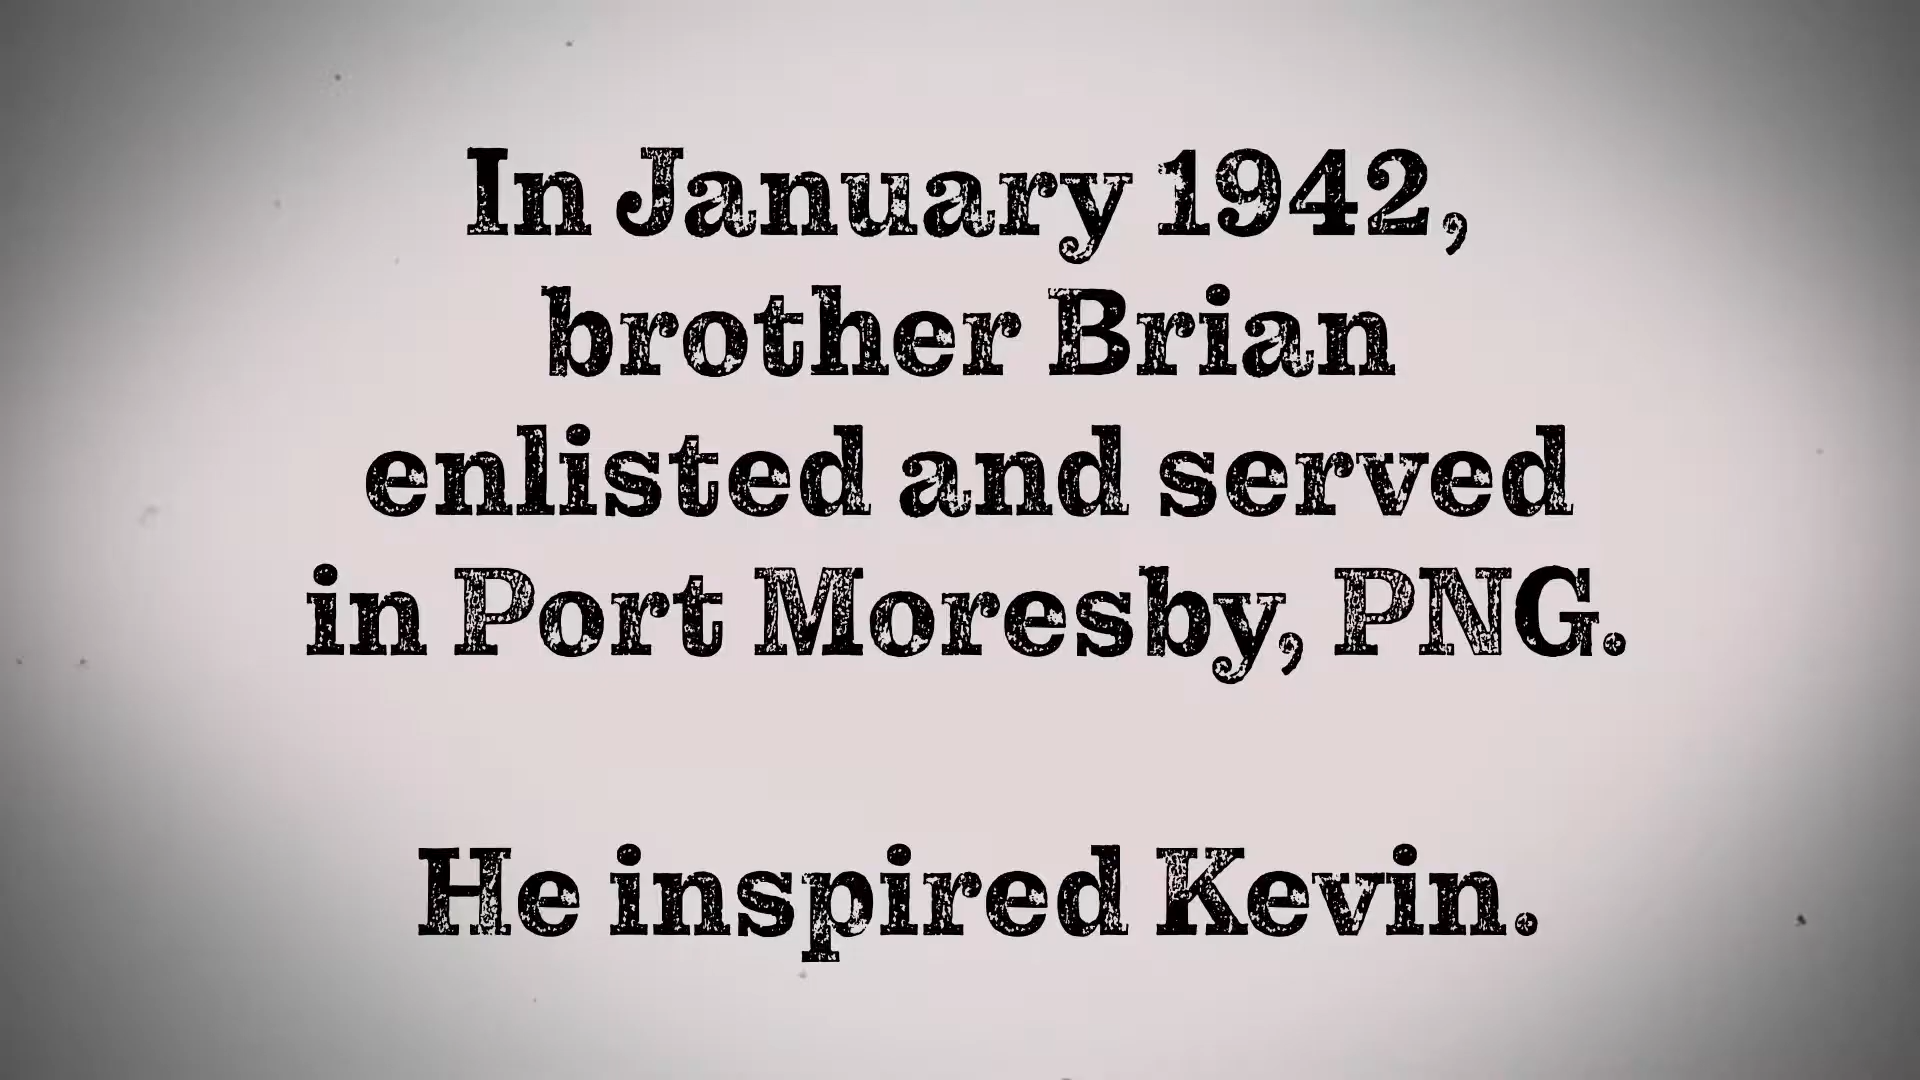 In January 1942,
brother Brian
enlisted and served
in Port Moresby, PNG.
He inspired Kevin.